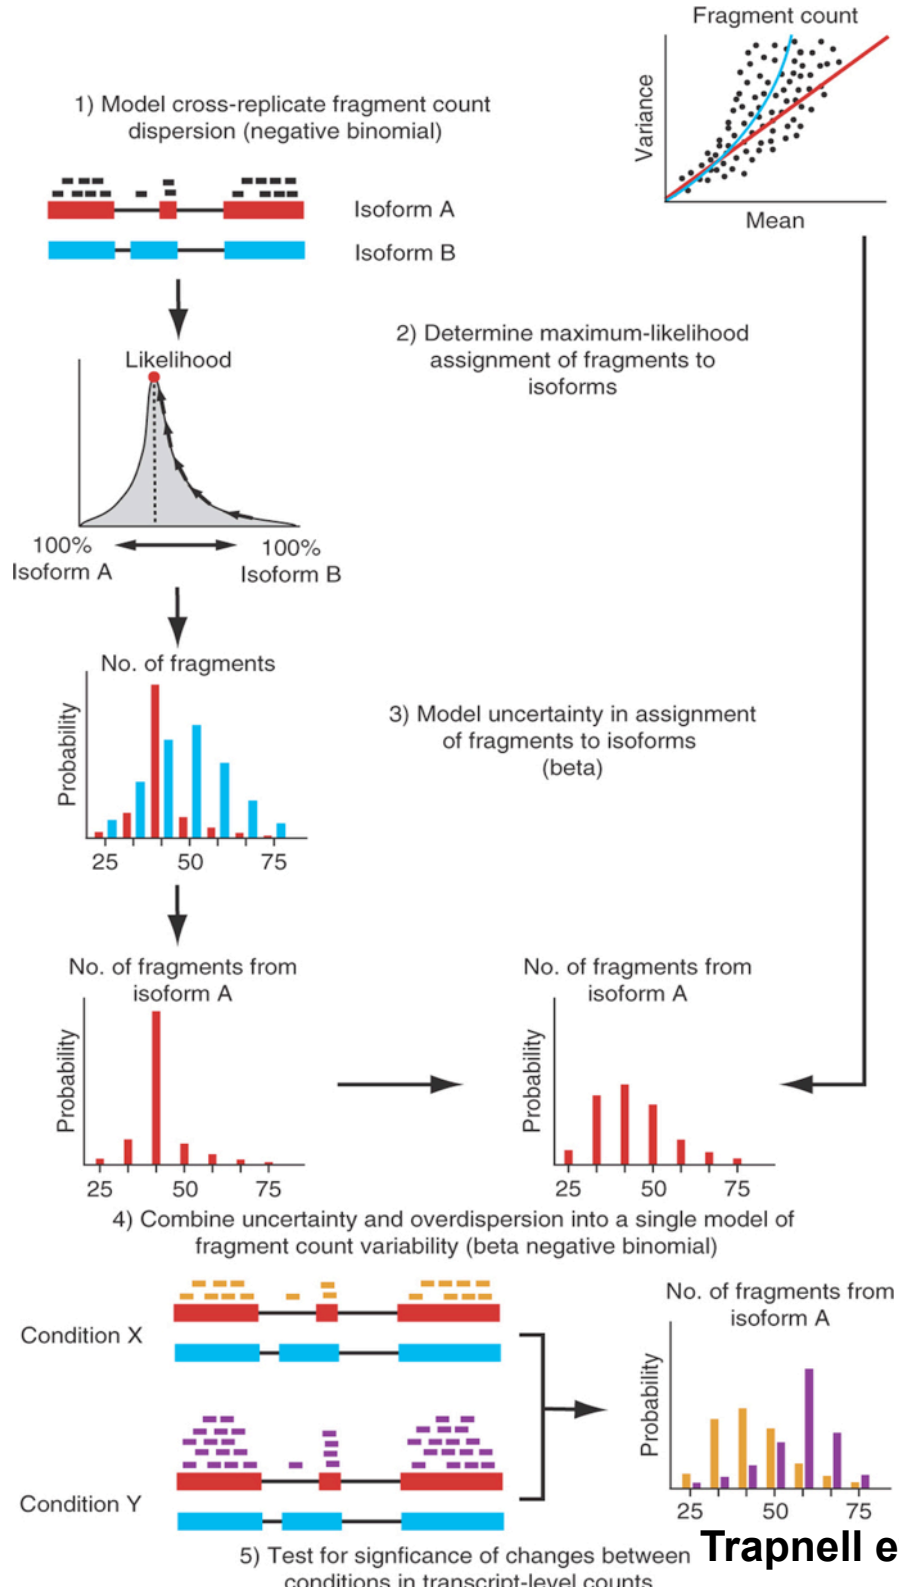 Fragment count
Variance
Mean
1) Model cross-replicate fragment count
dispersion (negative binomial)
Isoform A
Isoform B
2) Determine maximum-likelihood
assignment of fragments to
isoforms
Likelihood
100%
Isoform A
100%
Isoform B
No. of fragments
Probability
25 50 75
3) Model uncertainty in assignment
of fragments to isoforms
(beta)
No. of fragments from
isoform A
Probability
25 50 75
No. of fragments from
isoform A
Probability
25 50 75
4) Combine uncertainty and overdispersion into a single model of
fragment count variability (beta negative binomial)
Condition X
Condition Y
No. of fragments from
isoform A
Probability
25 50 75
5) Test for signficance of changes between
conditions in transcript-level counts
Trapnell e